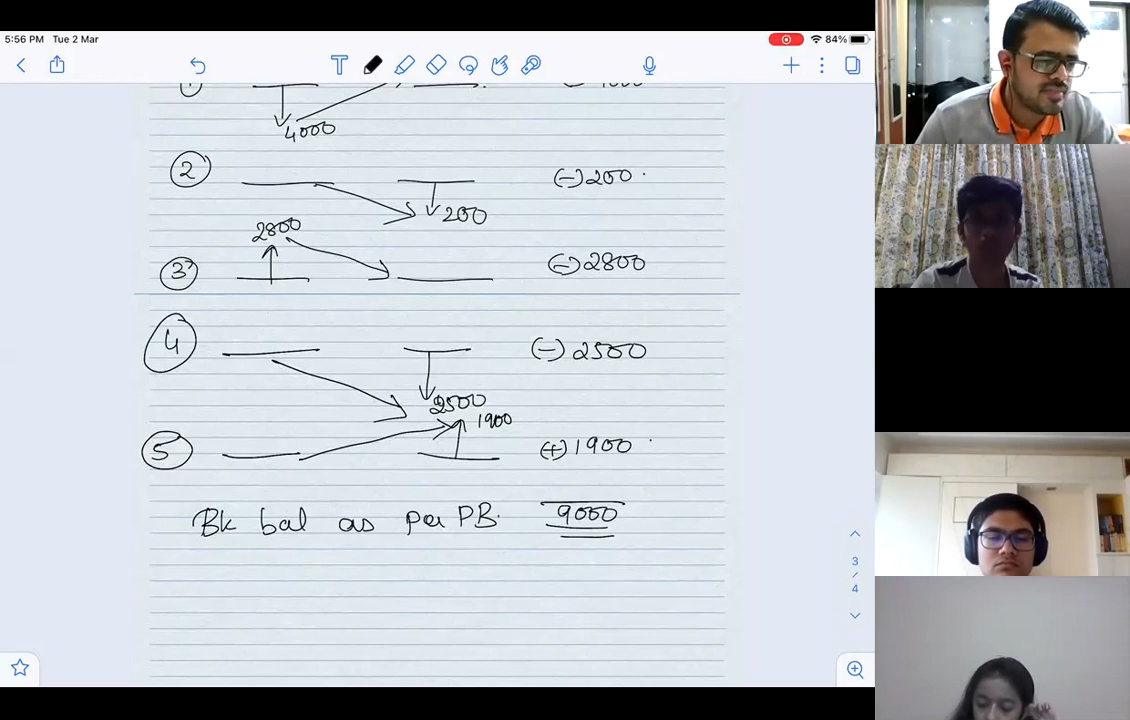 5:56 PM Tue 2 Mar
84%
T
1
4000
2 (-) 200
200
2800
3 (-) 2800
4 (-) 2500
2500
1900
5 (+) 1900
Bk bal as per PB. 9000
3
/
4